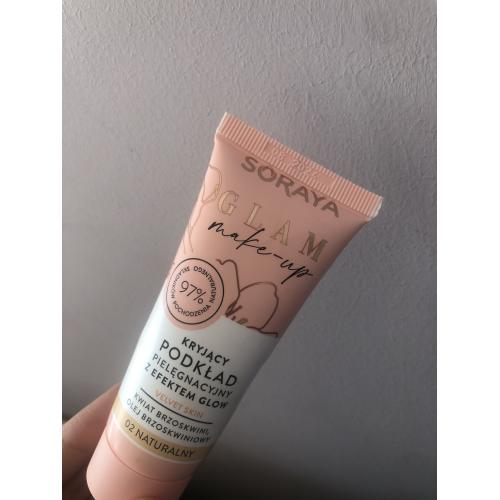 SORAYA
GLAM
make-up
97%
SKŁADNIKÓW
POCHODZENIA
NATURALNEGO
KRYJĄCY
PODKŁAD
PIELĘGNACYJNY
Z EFEKTEM GLOW
VELVET SKIN
KWIAT BRZOSKWINI,
OLEJ BRZOSKWINIOWY
02 NATURALNY